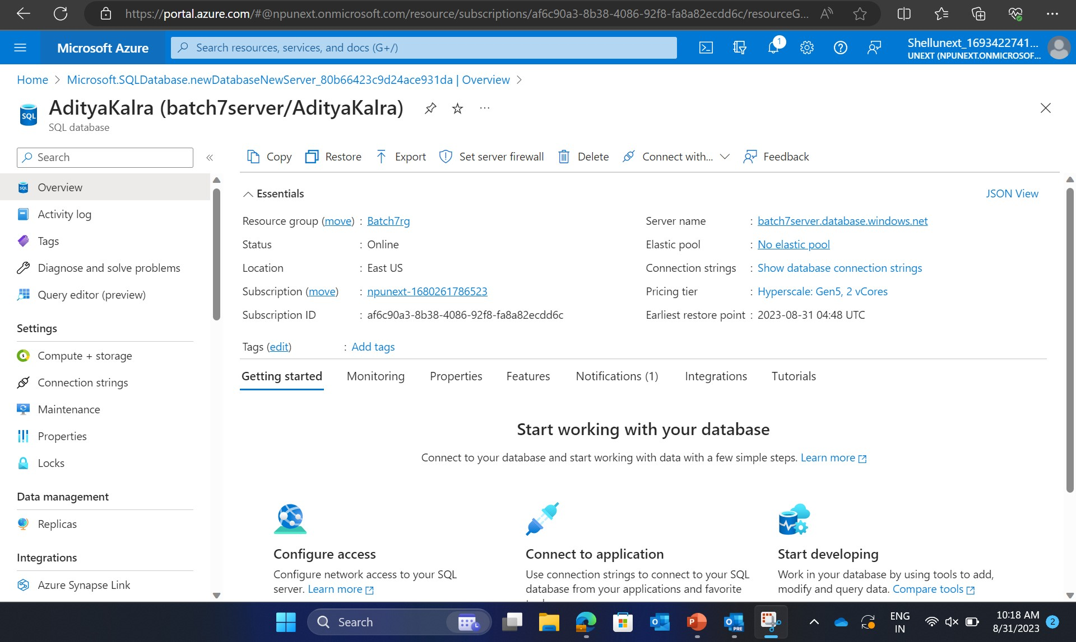 https://portal.azure.com/#@npunext.onmicrosoft.com/resource/subscriptions/af6c90a3-8b38-4086-92f8-fa8a82ecdd6c/resourceG...
Microsoft Azure
Search resources, services, and docs (G+/)
1
Shellunext_1693422741...
UNEXT (NPUNEXT.ONMICROSOF...
Home > Microsoft.SQLDatabase.newDatabaseNewServer_80b66423c9d24ace931da | Overview >
SQL
AdityaKalra (batch7server/AdityaKalra)
SQL database
Search
Copy Restore Export Set server firewall Delete Connect with... Feedback
Overview
Activity log
Tags
Diagnose and solve problems
Query editor (preview)
Settings
Compute + storage
Connection strings
Maintenance
Properties
Locks
Data management
Replicas
Integrations
Azure Synapse Link
Essentials
JSON View
Resource group (move) : Batch7rg
Status : Online
Location : East US
Subscription (move) : npunext-1680261786523
Subscription ID : af6c90a3-8b38-4086-92f8-fa8a82ecdd6c
Server name : batch7server.database.windows.net
Elastic pool : No elastic pool
Connection strings : Show database connection strings
Pricing tier : Hyperscale: Gen5, 2 vCores
Earliest restore point : 2023-08-31 04:48 UTC
Tags (edit) : Add tags
Getting started Monitoring Properties Features Notifications (1) Integrations Tutorials
Start working with your database
Connect to your database and start working with data with a few simple steps. Learn more
Configure access
Configure network access to your SQL
server. Learn more
Connect to application
Use connection strings to connect to your SQL
database from your applications and favorite
Start developing
Work in your database by using tools to add,
modify and query data. Compare tools
Search
ENG
IN
10:18 AM
8/31/2023
2